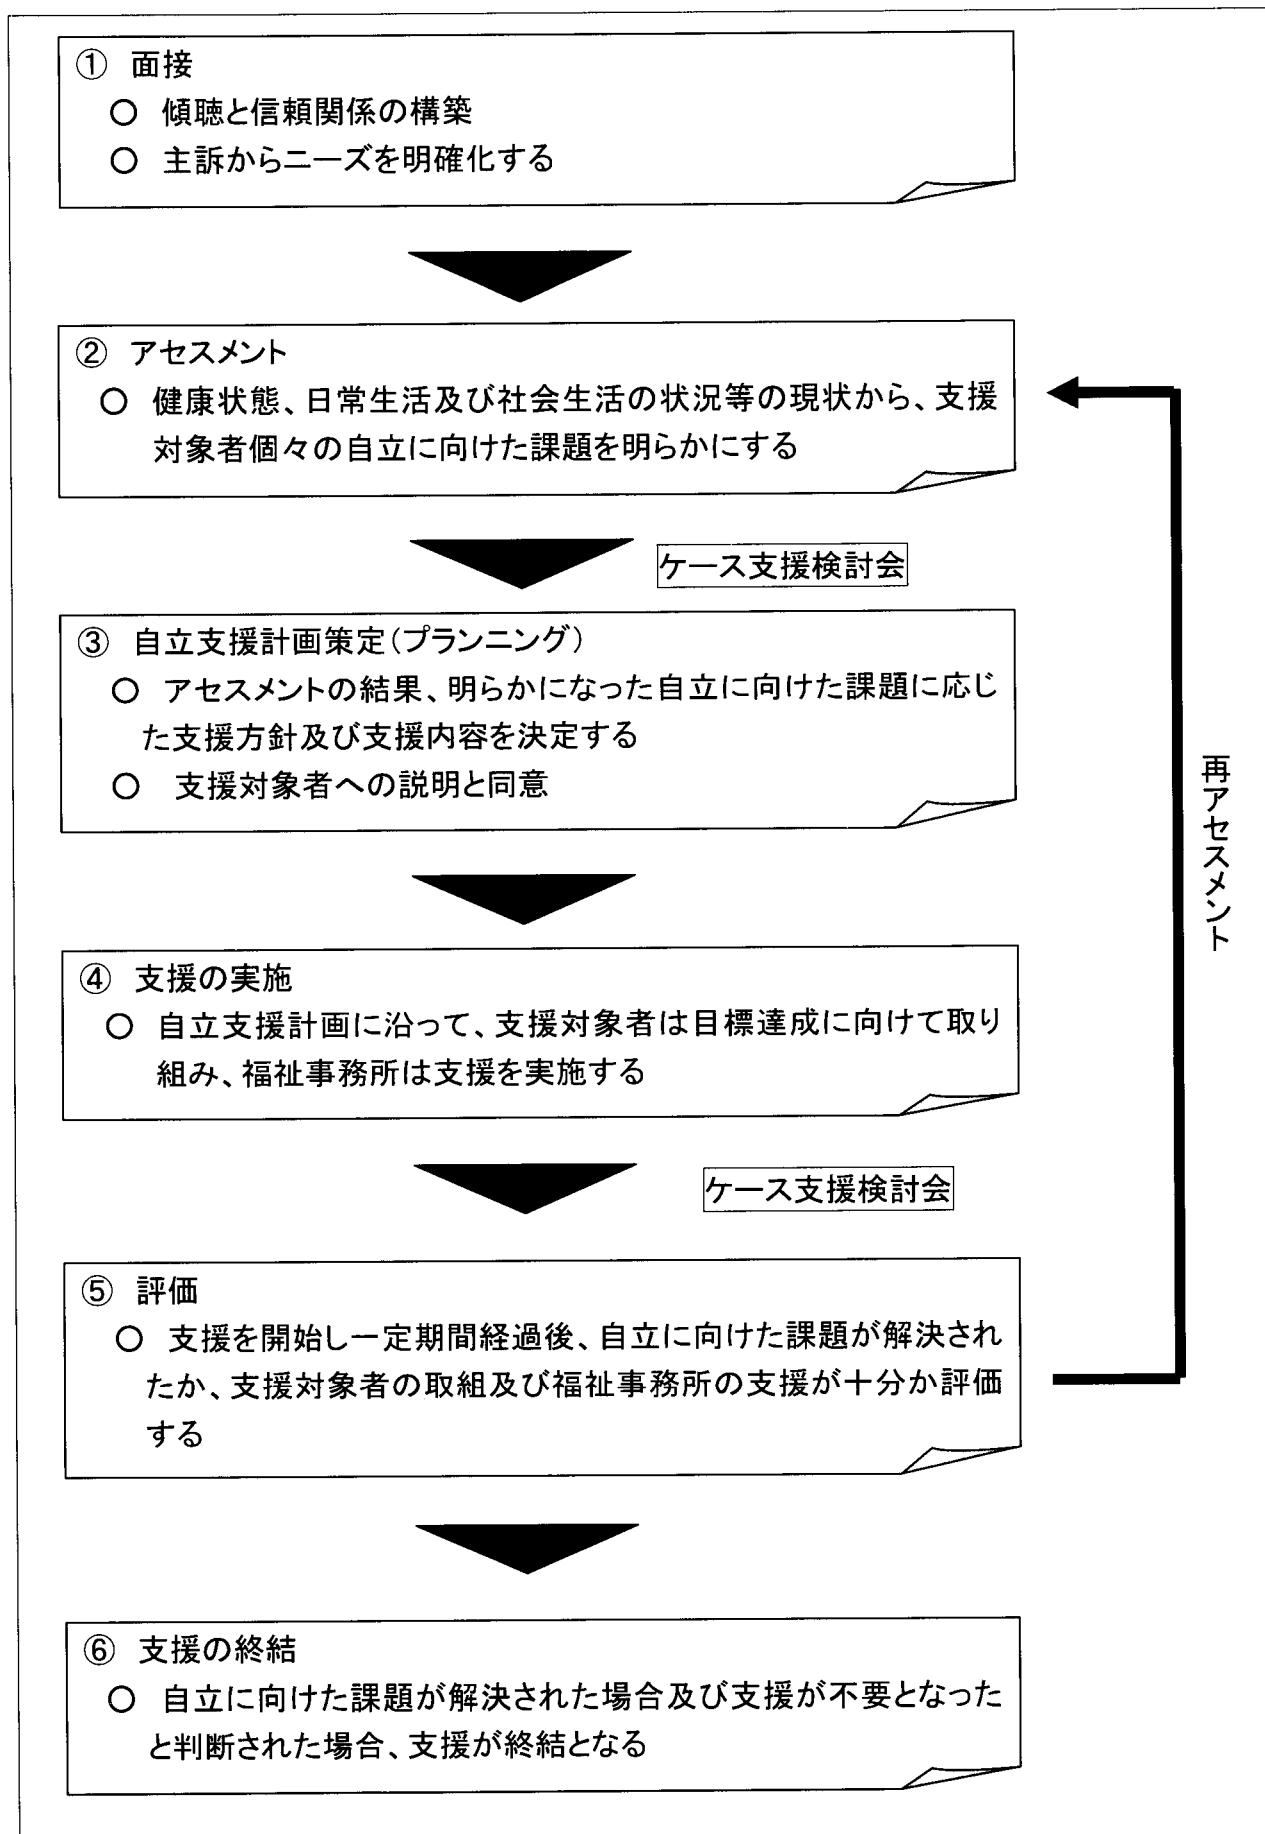 ① 面接
○ 傾聴と信頼関係の構築
○ 主訴からニーズを明確化する
② アセスメント
○ 健康状態、日常生活及び社会生活の状況等の現状から、支援
対象者個々の自立に向けた課題を明らかにする
ケース支援検討会
③ 自立支援計画策定（プランニング）
○ アセスメントの結果、明らかになった自立に向けた課題に応じ
た支援方針及び支援内容を決定する
○ 支援対象者への説明と同意
④ 支援の実施
○ 自立支援計画に沿って、支援対象者は目標達成に向けて取り
組み、福祉事務所は支援を実施する
ケース支援検討会
⑤ 評価
○ 支援を開始し一定期間経過後、自立に向けた課題が解決され
たか、支援対象者の取組及び福祉事務所の支援が十分か評価
する
⑥ 支援の終結
○ 自立に向けた課題が解決された場合及び支援が不要となった
と判断された場合、支援が終結となる
再アセスメント